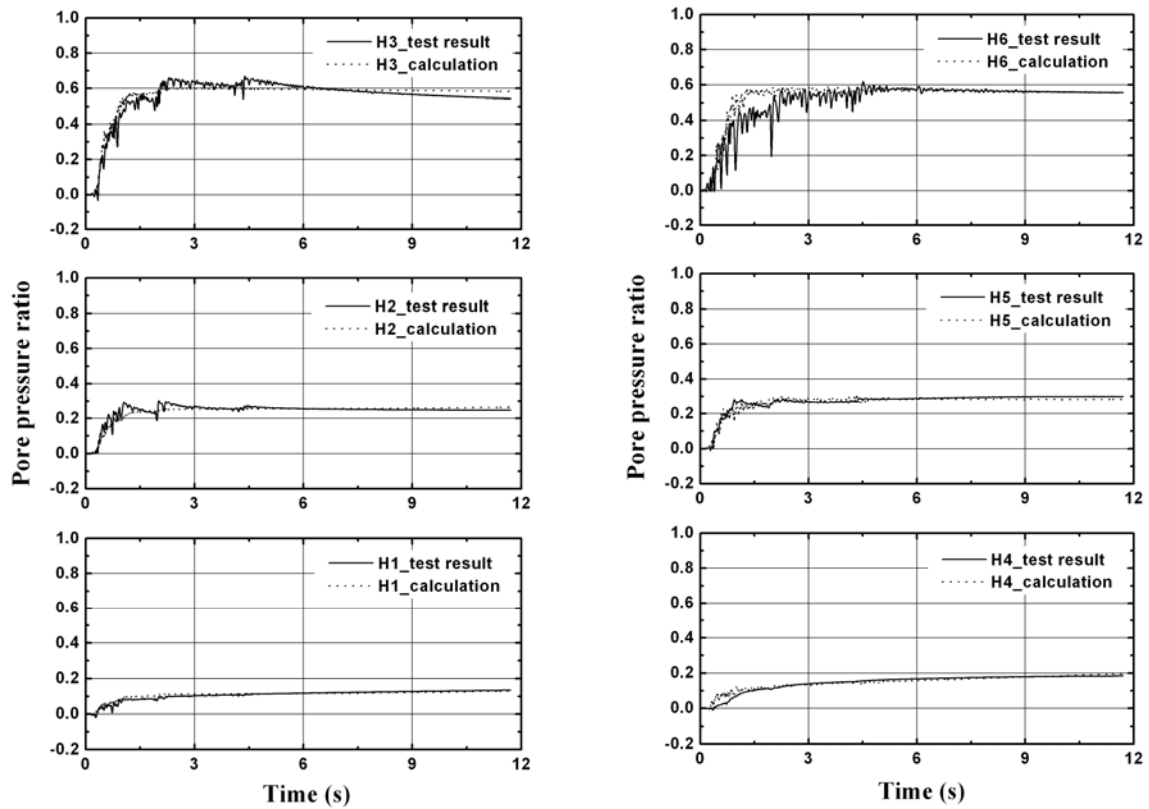 1.0
0.8
0.6
0.4
0.2
0.0
-0.2
H3_test result
H3_calculation
0 3 6 9 12
1.0
0.8
0.6
0.4
0.2
0.0
-0.2
H2_test result
H2_calculation
0 3 6 9 12
1.0
0.8
0.6
0.4
0.2
0.0
-0.2
H1_test result
H1_calculation
0 3 6 9 12
Pore pressure ratio
Time (s)
1.0
0.8
0.6
0.4
0.2
0.0
-0.2
H6_test result
H6_calculation
0 3 6 9 12
1.0
0.8
0.6
0.4
0.2
0.0
-0.2
H5_test result
H5_calculation
0 3 6 9 12
1.0
0.8
0.6
0.4
0.2
0.0
-0.2
H4_test result
H4_calculation
0 3 6 9 12
Pore pressure ratio
Time (s)